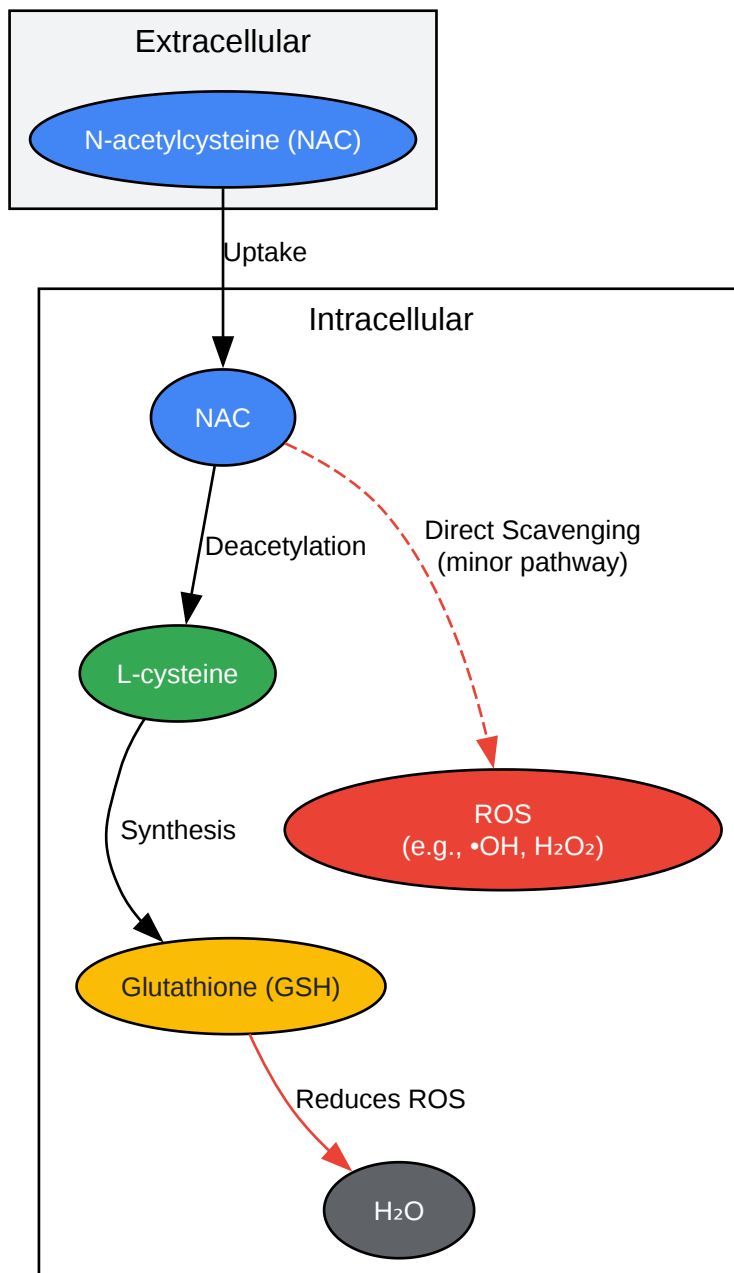 Extracellular
N-acetylcysteine (NAC)
Uptake
Intracellular
NAC
Direct Scavenging
(minor pathway)
Deacetylation
L-cysteine
ROS
(e.g., •OH, H₂O₂)
Synthesis
Glutathione (GSH)
Reduces ROS
H₂O